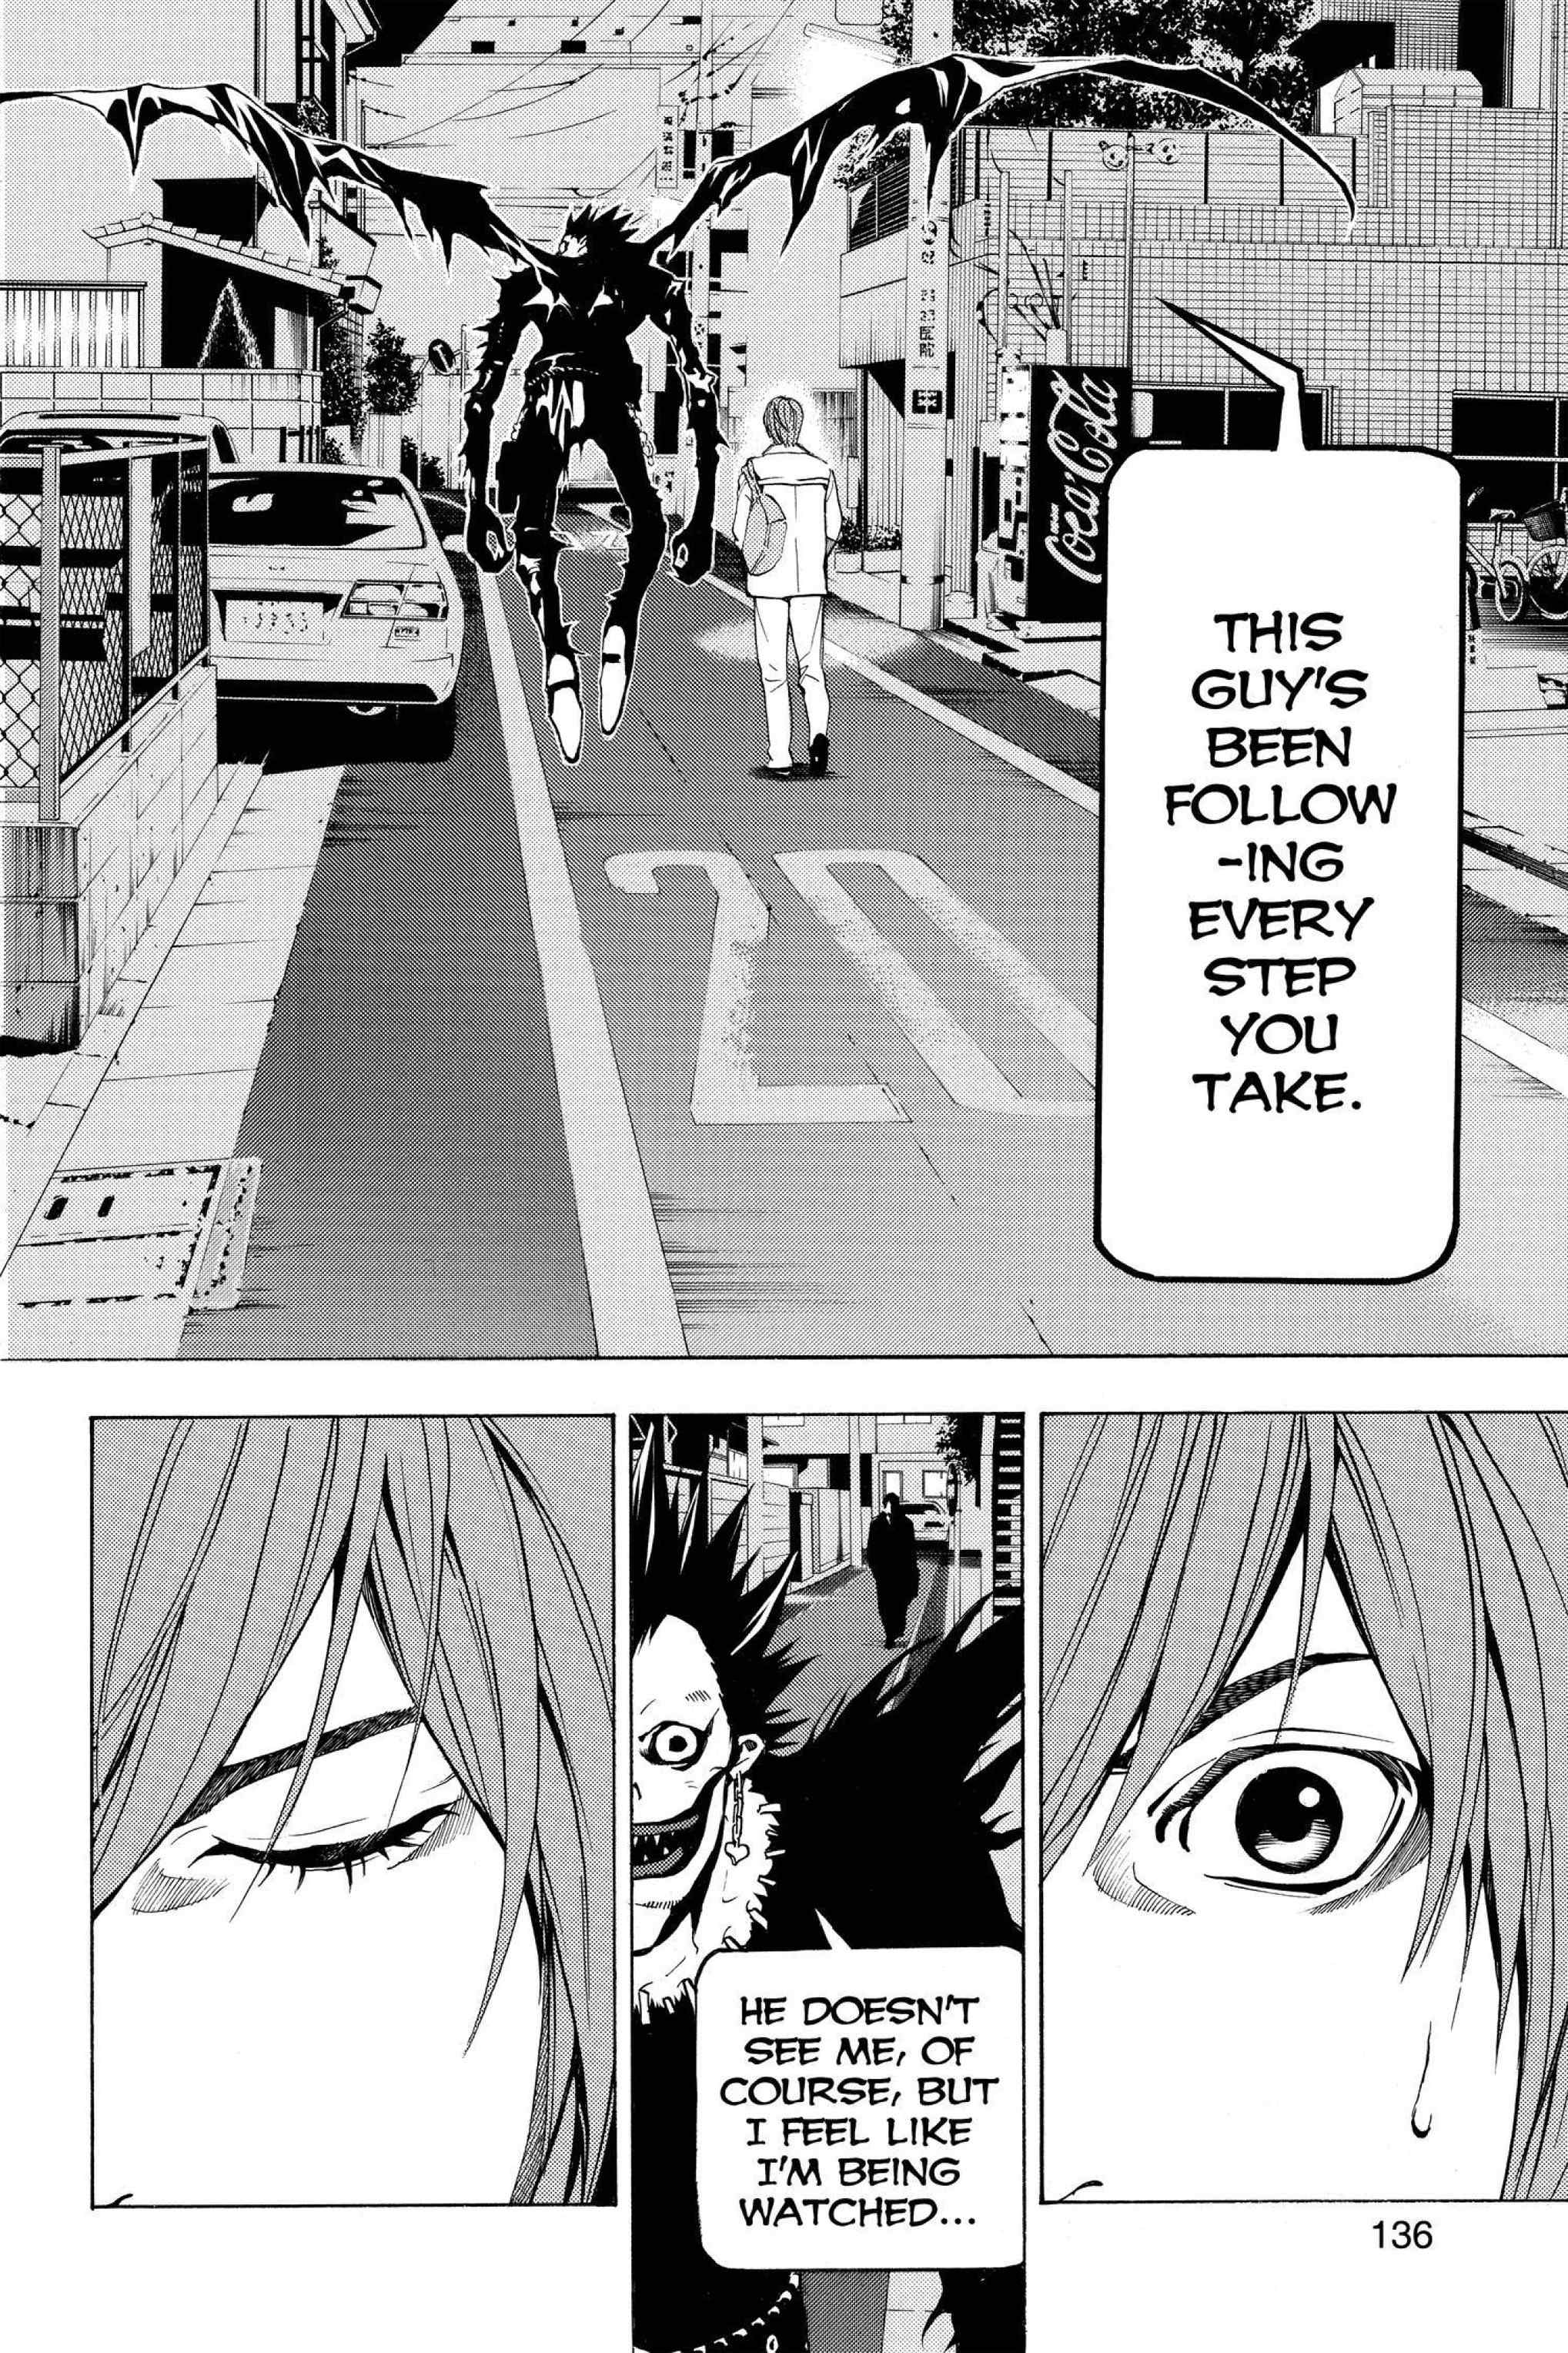 Coca-Cola
THIS
GUY'S
BEEN
FOLLOW
-ING
EVERY
STEP
YOU
TAKE.
20
HE DOESN'T
SEE ME, OF
COURSE, BUT
I FEEL LIKE
I'M BEING
WATCHED...
136